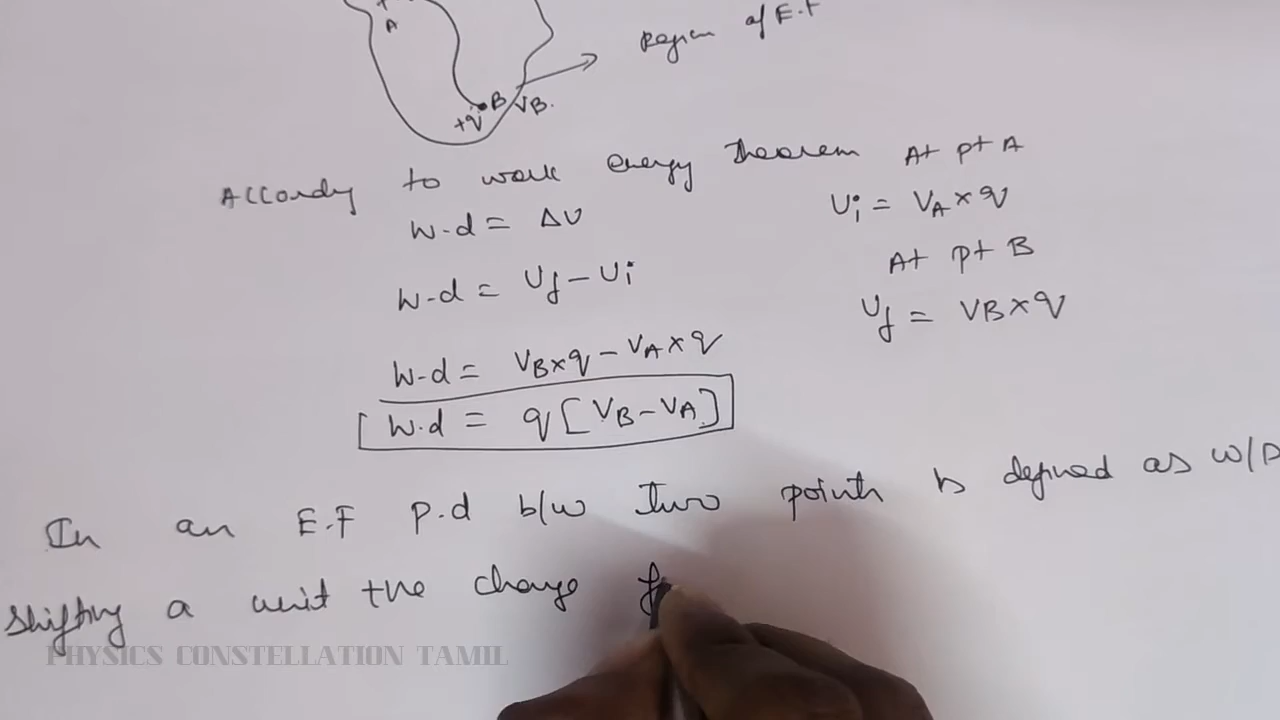 A
Region of E.F
B VB.
+q
According to work energy theorem
At pt A
W.d = ΔU
Ui = VA × q
At pt B
W.d = Uf - Ui
Uf = VB × q
W.d = VB × q - VA × q
W.d = q [VB - VA]
In an E.F p.d b/w two points is defined as W/D
shifting a unit +ve charge f
PHYSICS CONSTELLATION TAMIL